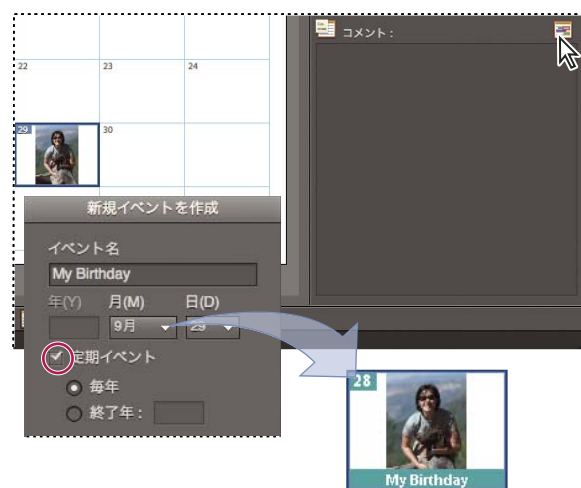 コメント :
22 23 24
29 30
新規イベントを作成
イベント名
My Birthday
年(Y) 月(M) 日(D)
9月 29
定期イベント
毎年
終了年 :
28
My Birthday